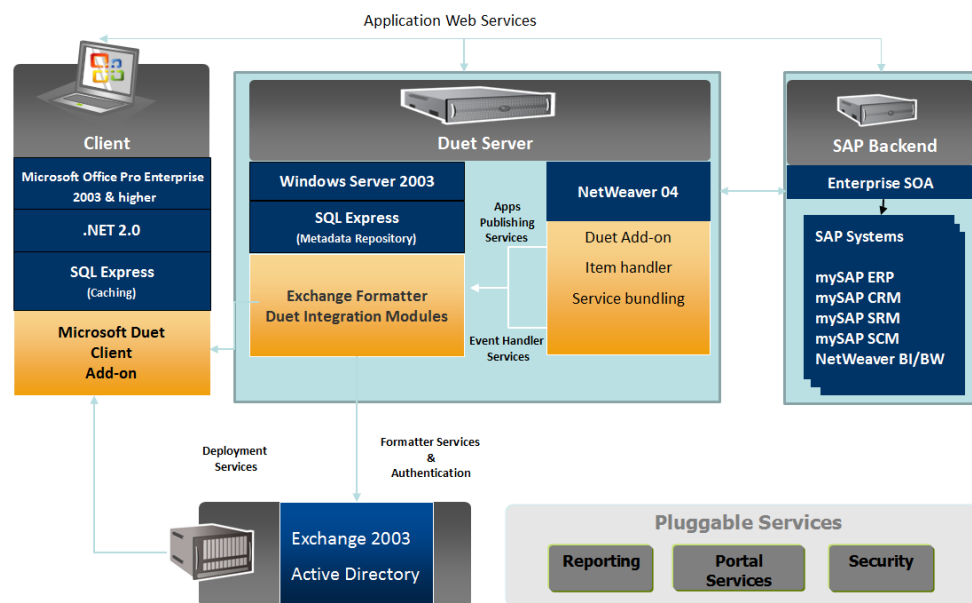 Application Web Services
Client
Microsoft Office Pro Enterprise
2003 & higher
.NET 2.0
SQL Express
(Caching)
Microsoft Duet
Client
Add-on
Duet Server
Windows Server 2003
SQL Express
(Metadata Repository)
Exchange Formatter
Duet Integration Modules
Apps
Publishing
Services
Event Handler
Services
NetWeaver 04
Duet Add-on
Item handler
Service bundling
SAP Backend
Enterprise SOA
SAP Systems
mySAP ERP
mySAP CRM
mySAP SRM
mySAP SCM
NetWeaver BI/BW
Deployment
Services
Formatter Services
&
Authentication
Exchange 2003
Active Directory
Pluggable Services
Reporting
Portal
Services
Security